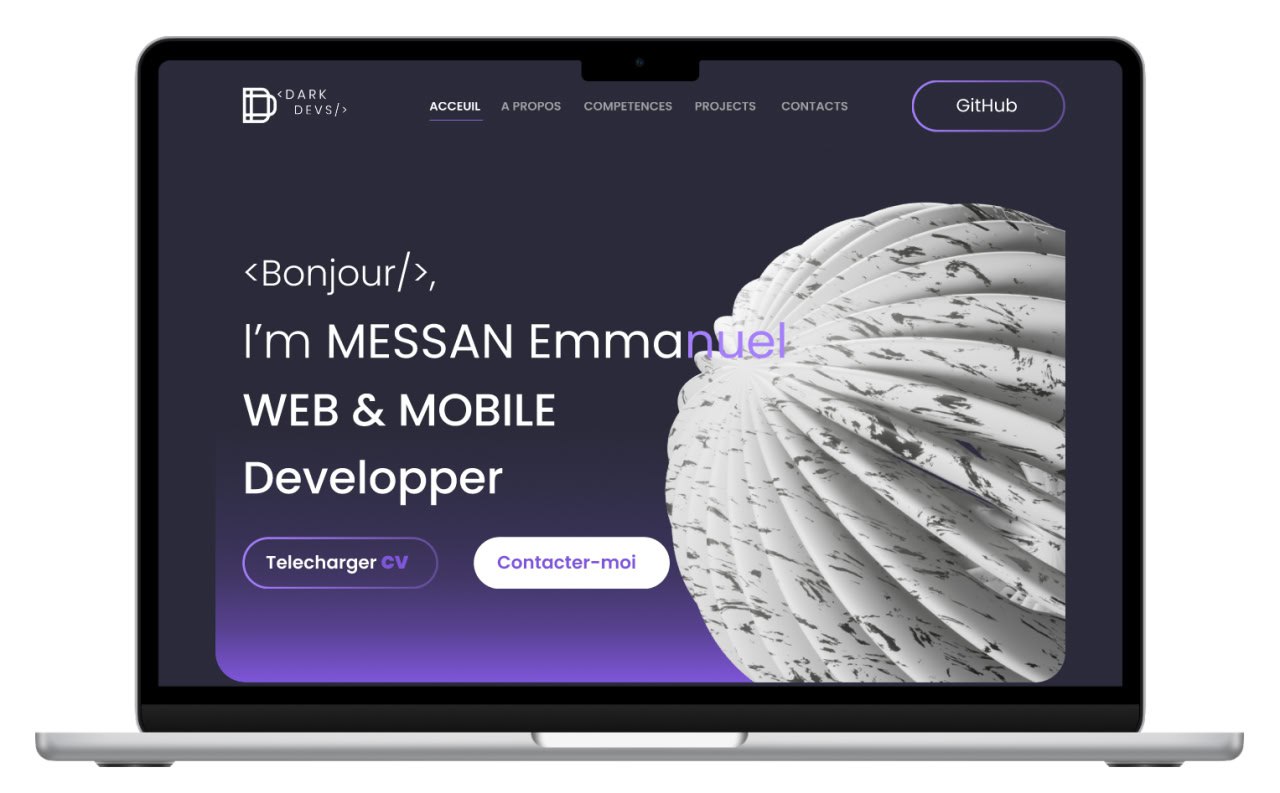 <DARK
DEVS/>
ACCEUIL A PROPOS COMPETENCES PROJECTS CONTACTS
GitHub
<Bonjour/>,
I’m MESSAN Emmanuel
WEB & MOBILE
Developper
Telecharger CV
Contacter-moi